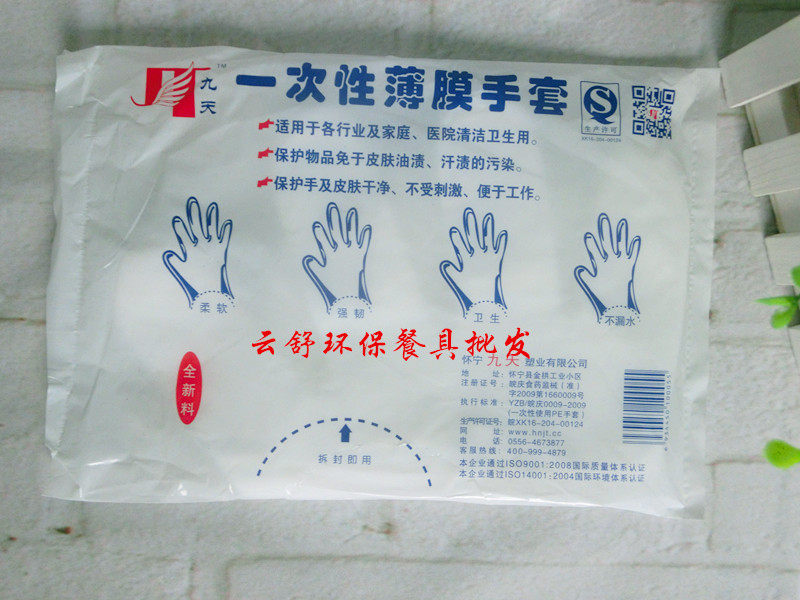 TM
九天
一次性薄膜手套
生产许可
XK16-204-00124
适用于各行业及家庭、医院清洁卫生用。
保护物品免于皮肤油渍、汗渍的污染。
保护手及皮肤干净、不受刺激、便于工作。
柔软
强韧
卫生
不漏水
云舒环保餐具批发
全新料
拆封即用
怀宁九天塑业有限公司
地 址：怀宁县金拱工业小区
注册证号：皖庆食药监械（准）
字2009第1660009号
执行标准：YZB/皖庆0009-2009
(一次性使用PE手套)
生产许可证号：皖XK16-204-00124
网 址：www.hnjt.cc
电 话：0556-4673877
客服热线：400-999-4879
本企业通过ISO9001:2008国际质量体系认证
本企业通过ISO14001:2004国际环境体系认证